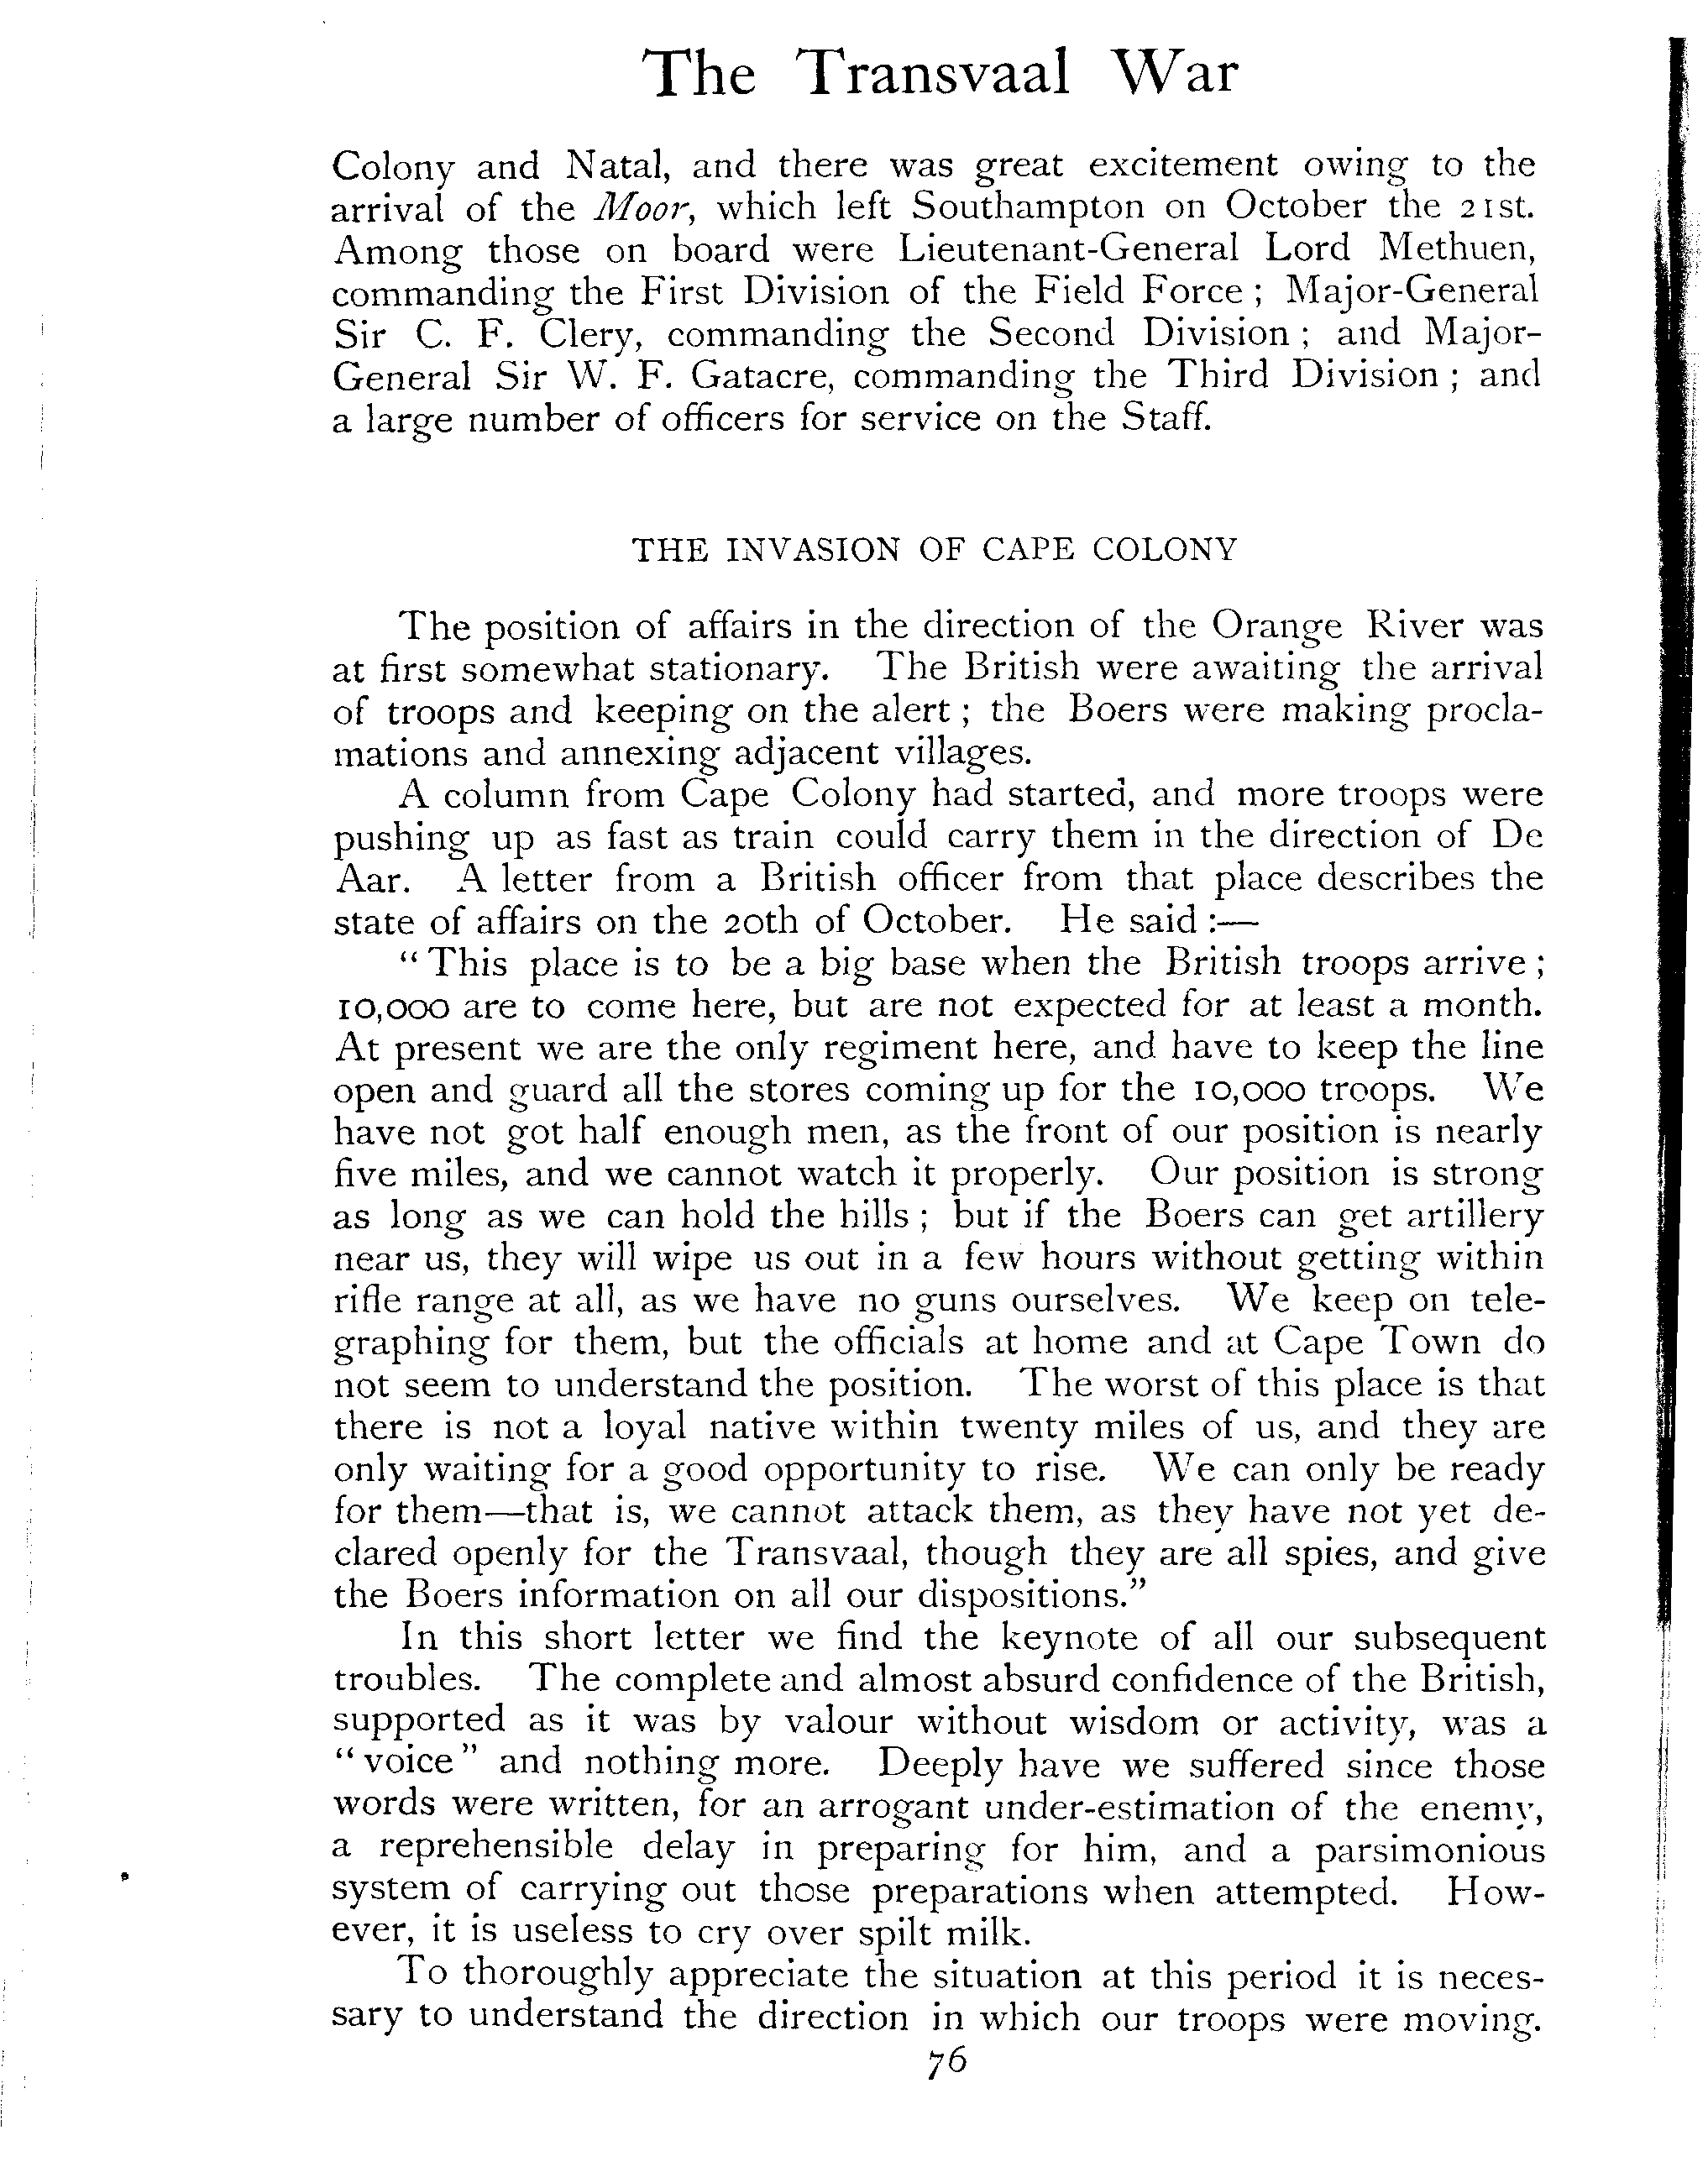 The Transvaal War
Colony and Natal, and there was great excitement owing to the
arrival of the Moor, which left Southampton on October the 21st.
Among those on board were Lieutenant-General Lord Methuen,
commanding the First Division of the Field Force ; Major-General
Sir C. F. Clery, commanding the Second Division ; and Major-
General Sir W. F. Gatacre, commanding the Third Division ; and
a large number of officers for service on the Staff.
THE INVASION OF CAPE COLONY
The position of affairs in the direction of the Orange River was
at first somewhat stationary. The British were awaiting the arrival
of troops and keeping on the alert ; the Boers were making procla-
mations and annexing adjacent villages.
A column from Cape Colony had started, and more troops were
pushing up as fast as train could carry them in the direction of De
Aar. A letter from a British officer from that place describes the
state of affairs on the 20th of October. He said :—
“ This place is to be a big base when the British troops arrive ;
10,000 are to come here, but are not expected for at least a month.
At present we are the only regiment here, and have to keep the line
open and guard all the stores coming up for the 10,000 troops. We
have not got half enough men, as the front of our position is nearly
five miles, and we cannot watch it properly. Our position is strong
as long as we can hold the hills ; but if the Boers can get artillery
near us, they will wipe us out in a few hours without getting within
rifle range at all, as we have no guns ourselves. We keep on tele-
graphing for them, but the officials at home and at Cape Town do
not seem to understand the position. The worst of this place is that
there is not a loyal native within twenty miles of us, and they are
only waiting for a good opportunity to rise. We can only be ready
for them—that is, we cannot attack them, as they have not yet de-
clared openly for the Transvaal, though they are all spies, and give
the Boers information on all our dispositions.”
In this short letter we find the keynote of all our subsequent
troubles. The complete and almost absurd confidence of the British,
supported as it was by valour without wisdom or activity, was a
“ voice ” and nothing more. Deeply have we suffered since those
words were written, for an arrogant under-estimation of the enemy,
a reprehensible delay in preparing for him, and a parsimonious
system of carrying out those preparations when attempted. How-
ever, it is useless to cry over spilt milk.
To thoroughly appreciate the situation at this period it is neces-
sary to understand the direction in which our troops were moving.
76